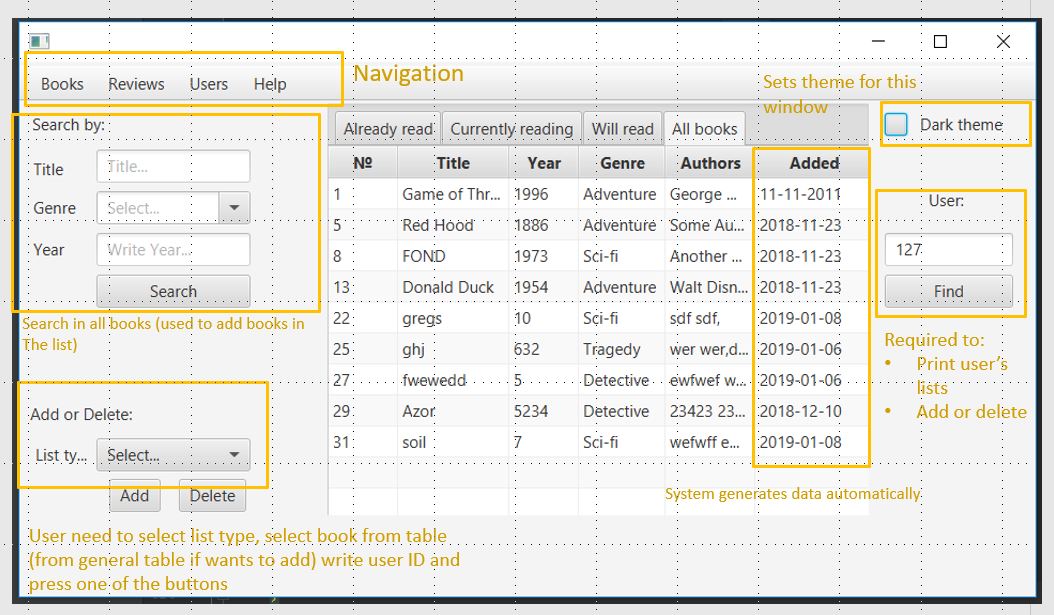 Books Reviews Users Help
Navigation
Sets theme for this
window
Dark theme
Search by:
Title Title...
Genre Select...
Year Write Year...
Search
Search in all books (used to add books in
The list)
Add or Delete:
List ty... Select...
Add Delete
User need to select list type, select book from table
(from general table if wants to add) write user ID and
press one of the buttons
Already read Currently reading Will read All books
№ Title Year Genre Authors Added
1 Game of Thr... 1996 Adventure George ... 11-11-2011
5 Red Hood 1886 Adventure Some Au... 2018-11-23
8 FOND 1973 Sci-fi Another ... 2018-11-23
13 Donald Duck 1954 Adventure Walt Disn... 2018-11-23
22 gregs 10 Sci-fi sdf sdf, 2019-01-08
25 ghj 632 Tragedy wer wer,d... 2019-01-06
27 fwewedd 5 Detective ewfwef w... 2019-01-06
29 Azor 5234 Detective 23423 23... 2018-12-10
31 soil 7 Sci-fi wefwff e... 2019-01-08
System generates data automatically
User:
127
Find
Required to:
• Print user's
lists
• Add or delete